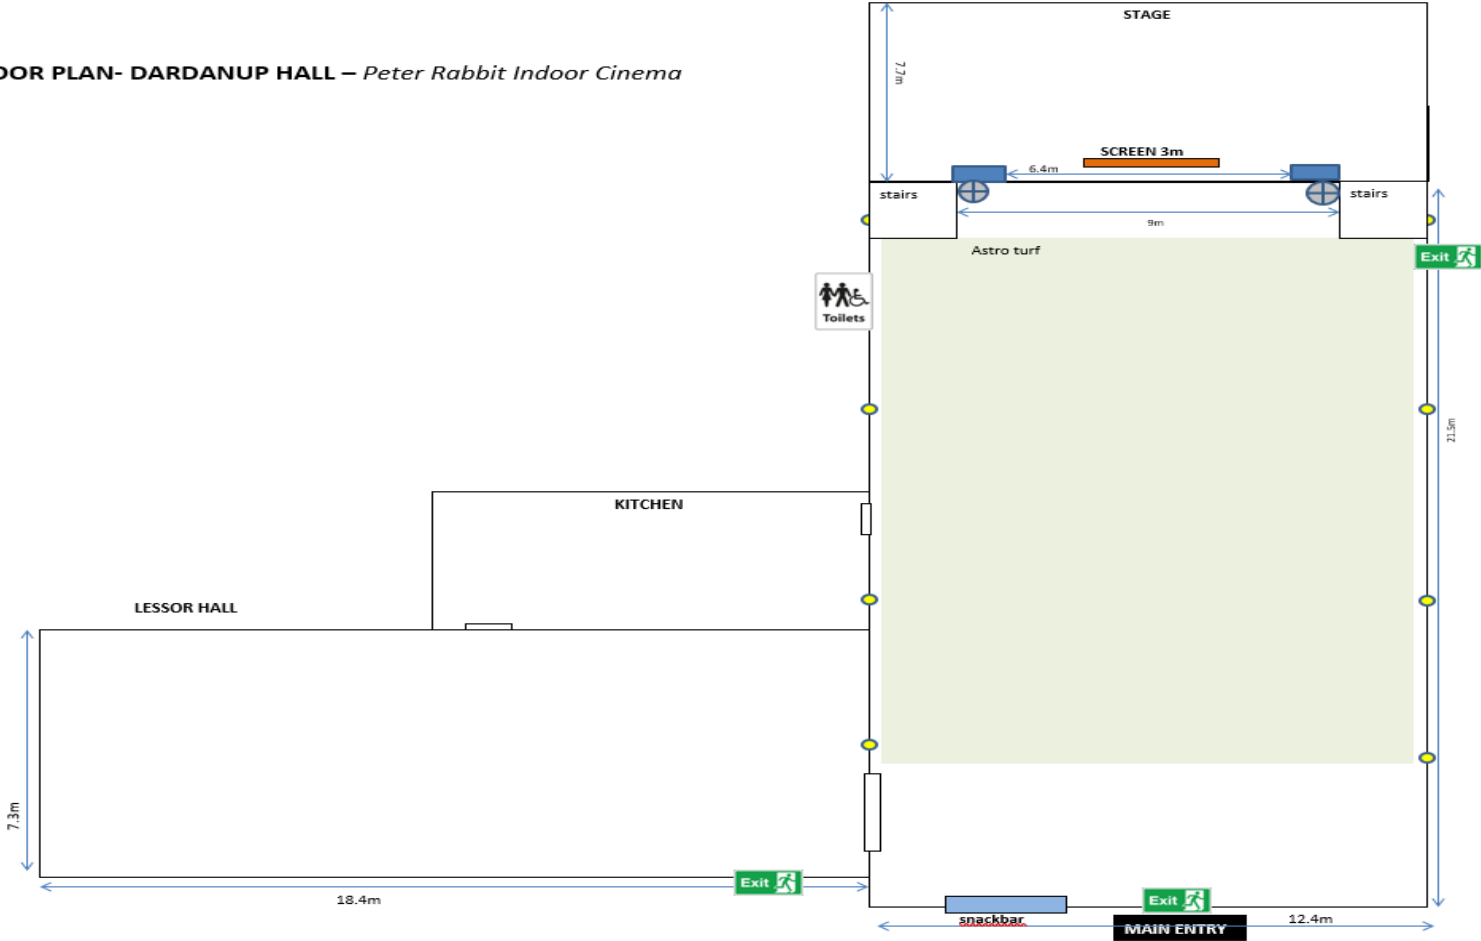 STAGE
OOR PLAN- DARDANUP HALL – Peter Rabbit Indoor Cinema
7.7m
SCREEN 3m
6.4m
stairs
stairs
9m
Astro turf
Exit
Toilets
21.5m
KITCHEN
LESSOR HALL
7.3m
Exit
18.4m
Exit
snackbar
MAIN ENTRY
12.4m